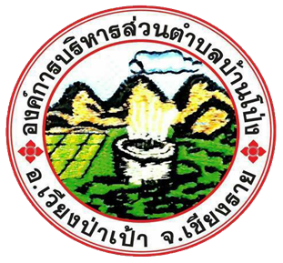 องค์การบริหารส่วนตำบลบ้านโป่ง
อ.เวียงป่าเป้า จ.เชียงราย